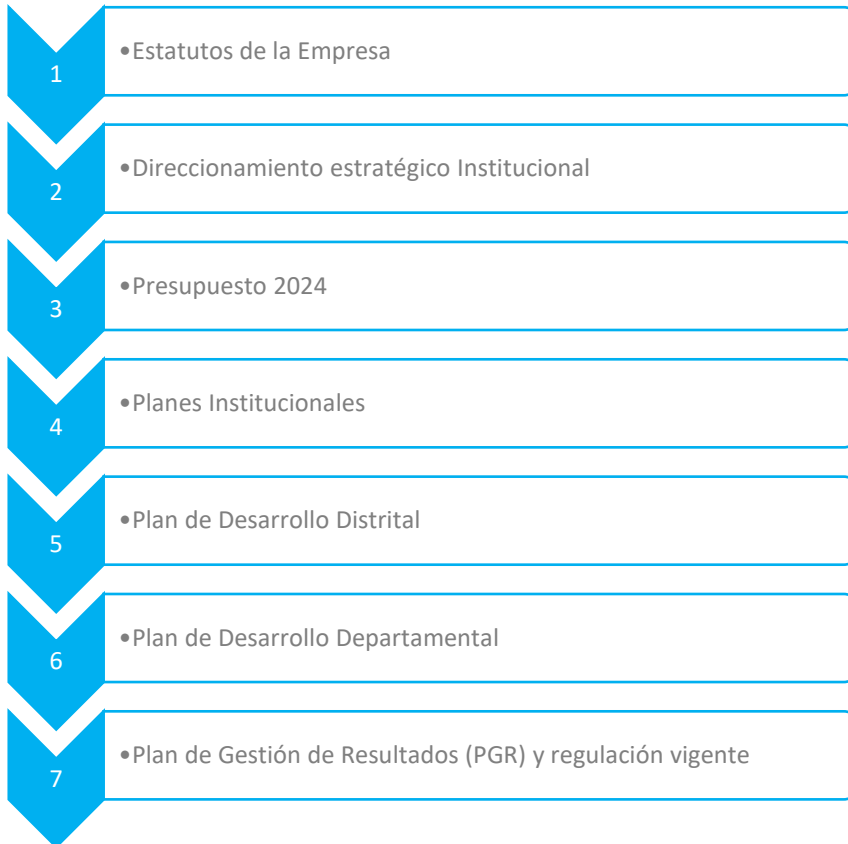 1
•Estatutos de la Empresa
2
•Direccionamiento estratégico Institucional
3
•Presupuesto 2024
4
•Planes Institucionales
5
•Plan de Desarrollo Distrital
6
•Plan de Desarrollo Departamental
7
•Plan de Gestión de Resultados (PGR) y regulación vigente